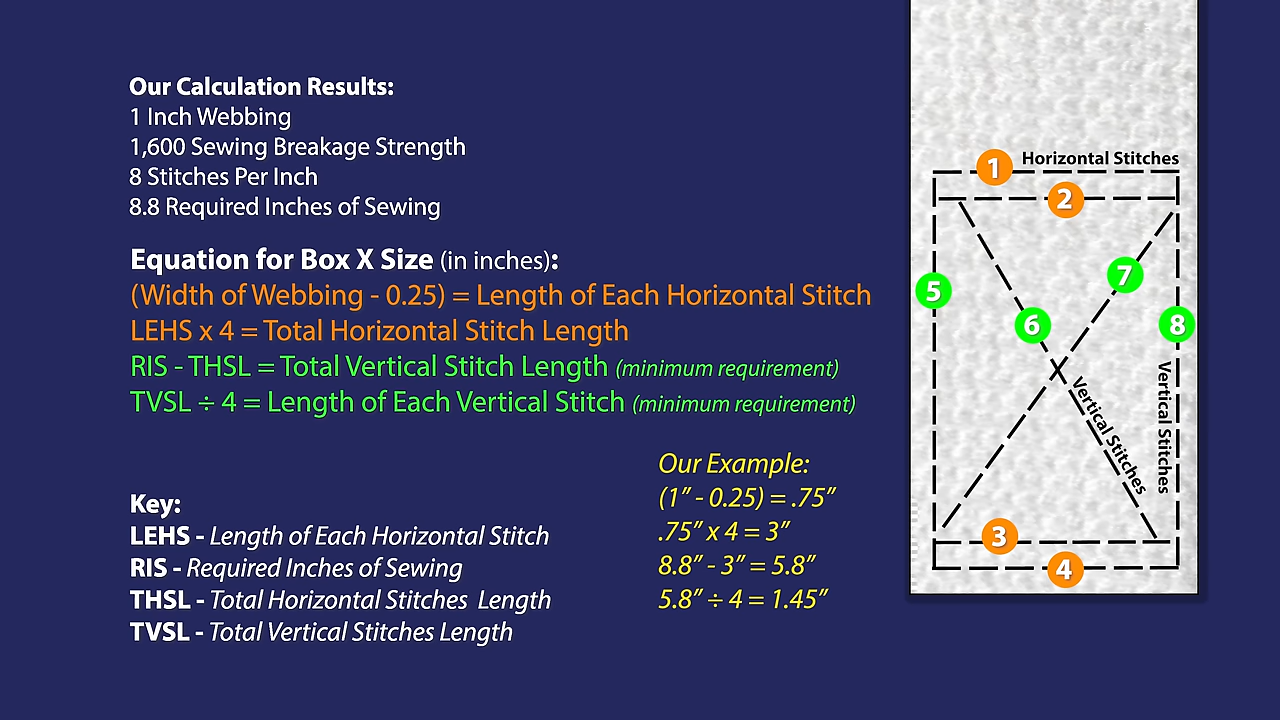 Our Calculation Results:
1 Inch Webbing
1,600 Sewing Breakage Strength
8 Stitches Per Inch
8.8 Required Inches of Sewing
Equation for Box X Size (in inches):
(Width of Webbing - 0.25) = Length of Each Horizontal Stitch
LEHS x 4 = Total Horizontal Stitch Length
RIS - THSL = Total Vertical Stitch Length (minimum requirement)
TVSL ÷ 4 = Length of Each Vertical Stitch (minimum requirement)
Key:
LEHS - Length of Each Horizontal Stitch
RIS - Required Inches of Sewing
THSL - Total Horizontal Stitches Length
TVSL - Total Vertical Stitches Length
Our Example:
(1” - 0.25) = .75”
.75” x 4 = 3”
8.8” - 3” = 5.8”
5.8” ÷ 4 = 1.45”
1 Horizontal Stitches
2
7
5
6
8
Vertical Stitches
Vertical Stitches
3
4